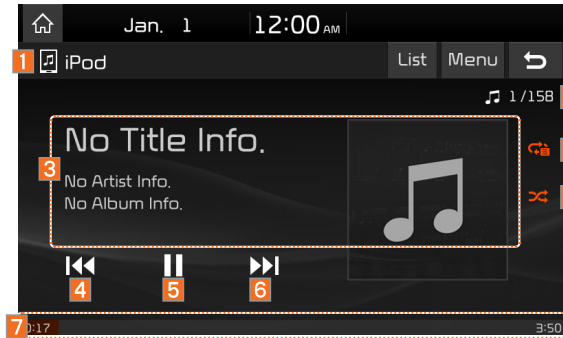 Jan. 1 12:00 AM
1 iPod List Menu
1/158
No Title Info.
3
No Artist Info.
No Album Info.
4 5 6
7
0:17 3:50